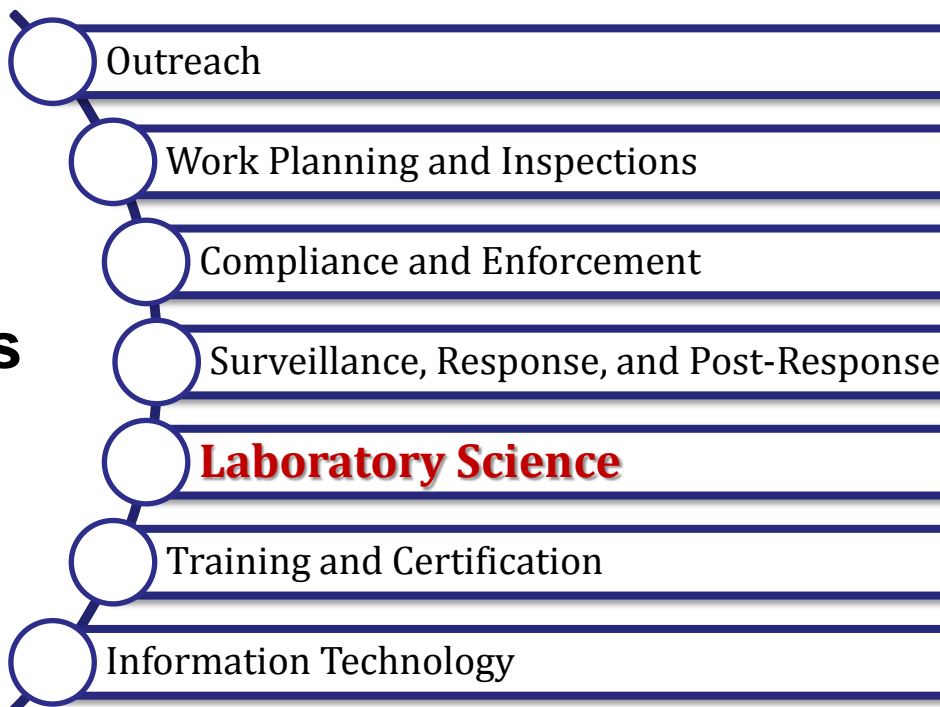 Outreach
Work Planning and Inspections
Compliance and Enforcement
s
Surveillance, Response, and Post-Response
Laboratory Science
Training and Certification
Information Technology